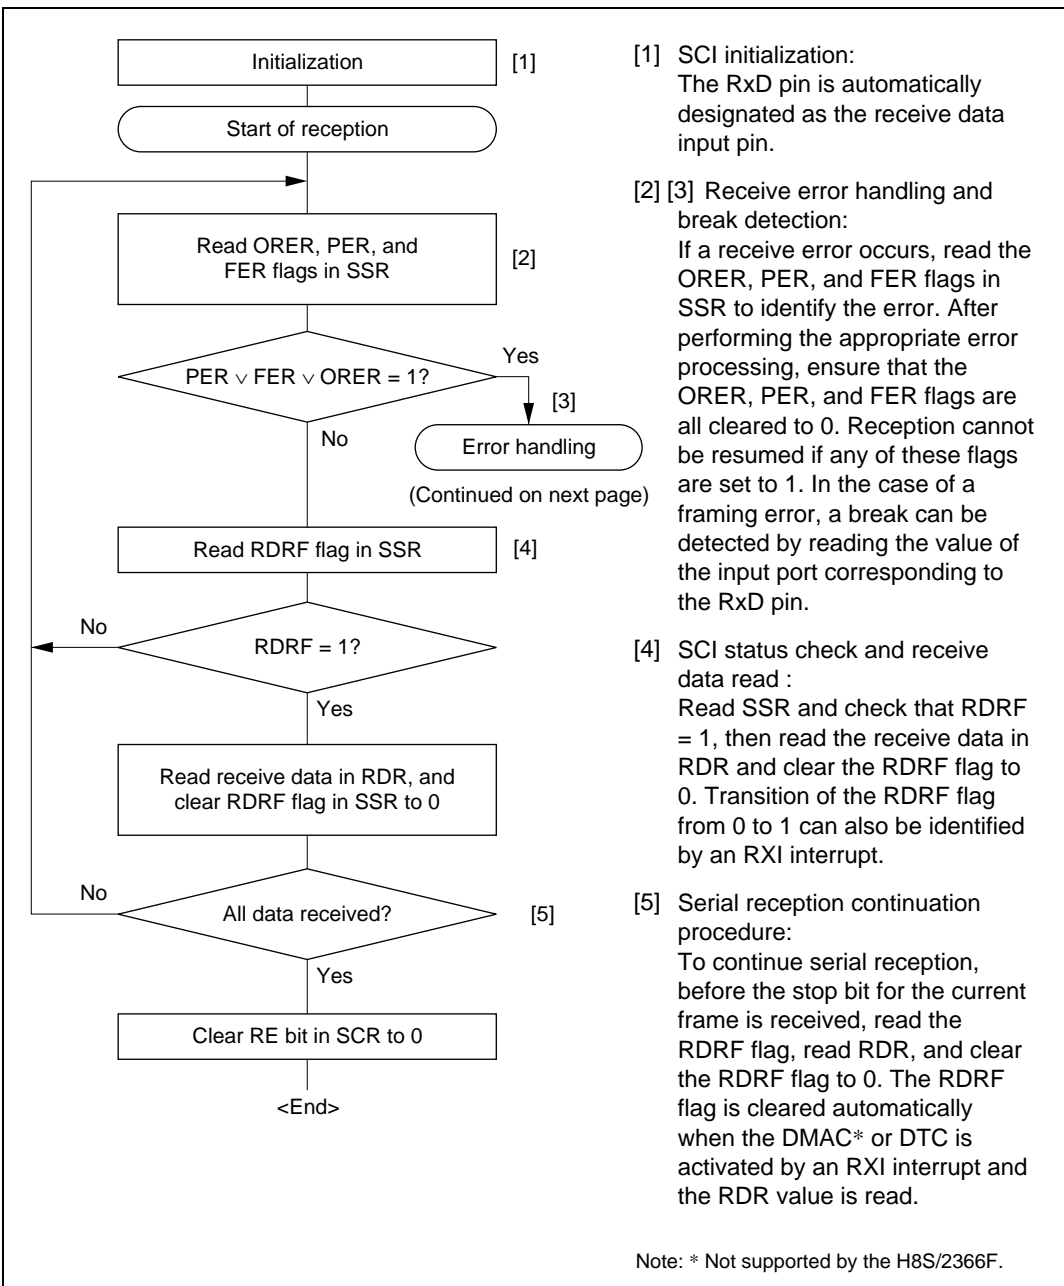 Initialization
[1]
Start of reception
Read ORER, PER, and
FER flags in SSR
[2]
PER ∨ FER ∨ ORER = 1?
Yes
[3]
No
Error handling
(Continued on next page)
Read RDRF flag in SSR
[4]
No
RDRF = 1?
Yes
Read receive data in RDR, and
clear RDRF flag in SSR to 0
No
All data received?
[5]
Yes
Clear RE bit in SCR to 0
<End>
[1] SCI initialization:
The RxD pin is automatically
designated as the receive data
input pin.
[2] [3] Receive error handling and
break detection:
If a receive error occurs, read the
ORER, PER, and FER flags in
SSR to identify the error. After
performing the appropriate error
processing, ensure that the
ORER, PER, and FER flags are
all cleared to 0. Reception cannot
be resumed if any of these flags
are set to 1. In the case of a
framing error, a break can be
detected by reading the value of
the input port corresponding to
the RxD pin.
[4] SCI status check and receive
data read :
Read SSR and check that RDRF
= 1, then read the receive data in
RDR and clear the RDRF flag to
0. Transition of the RDRF flag
from 0 to 1 can also be identified
by an RXI interrupt.
[5] Serial reception continuation
procedure:
To continue serial reception,
before the stop bit for the current
frame is received, read the
RDRF flag, read RDR, and clear
the RDRF flag to 0. The RDRF
flag is cleared automatically
when the DMAC* or DTC is
activated by an RXI interrupt and
the RDR value is read.
Note: * Not supported by the H8S/2366F.